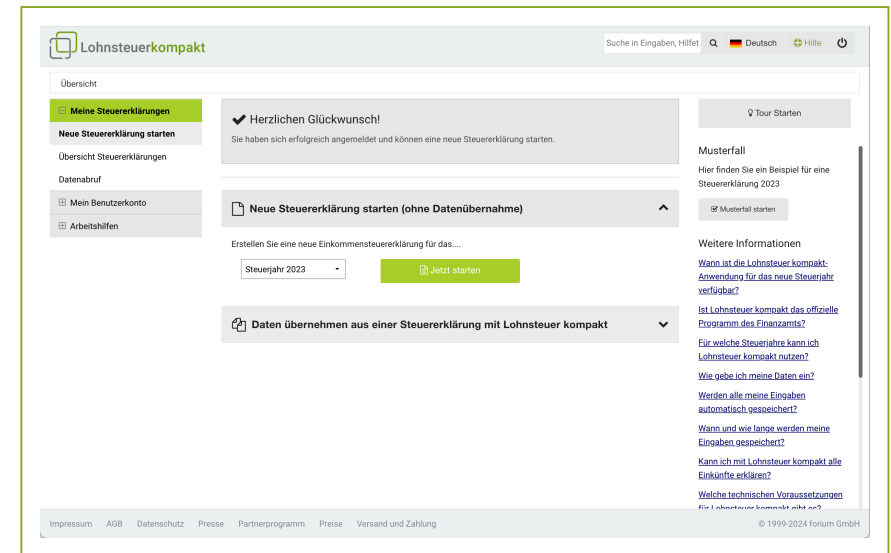 Lohnsteuerkompakt
Suche in Eingaben, Hilfet
Deutsch
Hilfe
Übersicht
Meine Steuererklärungen
Neue Steuererklärung starten
Übersicht Steuererklärungen
Datenabruf
Mein Benutzerkonto
Arbeitshilfen
Herzlichen Glückwunsch!
Sie haben sich erfolgreich angemeldet und können eine neue Steuererklärung starten.
Neue Steuererklärung starten (ohne Datenübernahme)
Erstellen Sie eine neue Einkommensteuererklärung für das....
Steuerjahr 2023
Jetzt starten
Daten übernehmen aus einer Steuererklärung mit Lohnsteuer kompakt
Tour Starten
Musterfall
Hier finden Sie ein Beispiel für eine
Steuererklärung 2023
Musterfall starten
Weitere Informationen
Wann ist die Lohnsteuer kompakt-
Anwendung für das neue Steuerjahr
verfügbar?
Ist Lohnsteuer kompakt das offizielle
Programm des Finanzamts?
Für welche Steuerjahre kann ich
Lohnsteuer kompakt nutzen?
Wie gebe ich meine Daten ein?
Werden alle meine Eingaben
automatisch gespeichert?
Wann und wie lange werden meine
Eingaben gespeichert?
Kann ich mit Lohnsteuer kompakt alle
Einkünfte erklären?
Welche technischen Voraussetzungen
für Lohnsteuer kompakt gibt es?
Impressum AGB Datenschutz Presse Partnerprogramm Preise Versand und Zahlung
© 1999-2024 forium GmbH